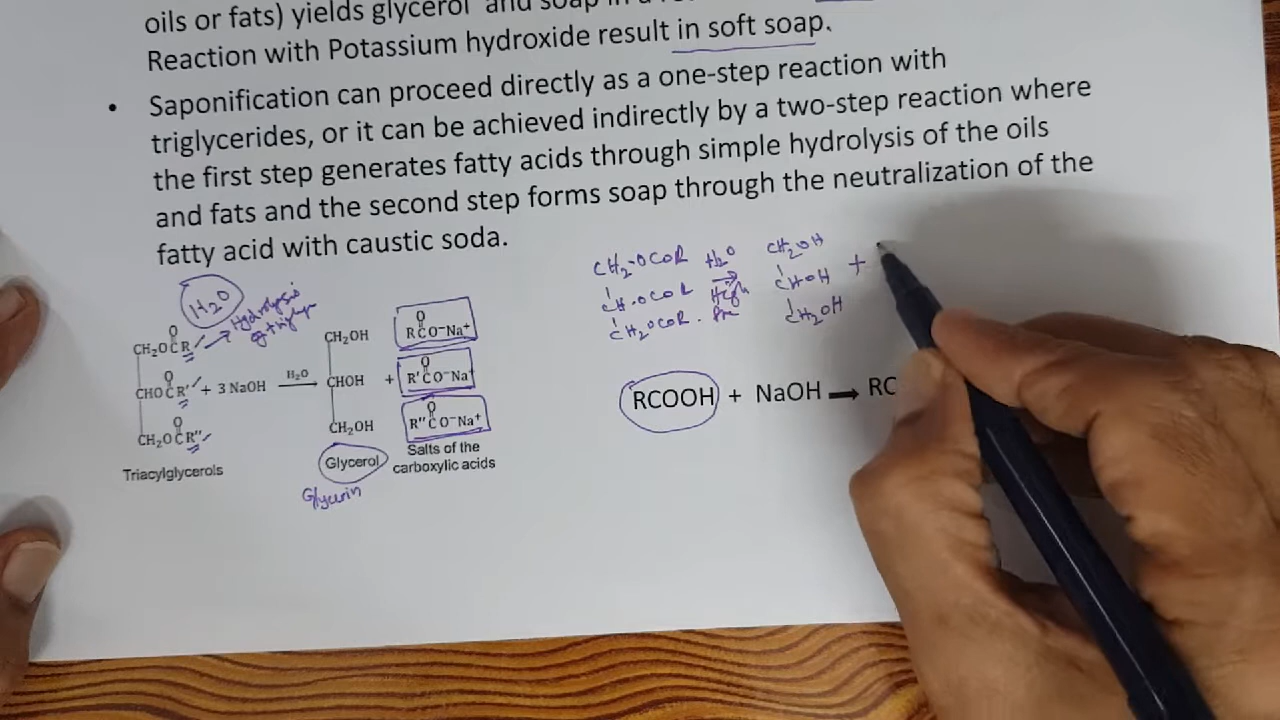 oils or fats) yields glycerol and soap in a
Reaction with Potassium hydroxide result in soft soap.
• Saponification can proceed directly as a one-step reaction with
triglycerides, or it can be achieved indirectly by a two-step reaction where
the first step generates fatty acids through simple hydrolysis of the oils
and fats and the second step forms soap through the neutralization of the
fatty acid with caustic soda.
H₂O
Hydrolysis
O
CH₂OCR
O
CHOCR' + 3 NaOH
H₂O
O
CH₂OCR"
Triacylglycerols
CH₂OH
CHOH
CH₂OH
Glycerol
Glycerin
+
O
RCO⁻Na⁺
O
R'CO⁻Na⁺
O
R"CO⁻Na⁺
Salts of the
carboxylic acids
CH₂-OCOR H₂O CH₂OH
CH-OCOR → CHOH +
CH₂OCOR CH₂OH
RCOOH + NaOH → RC